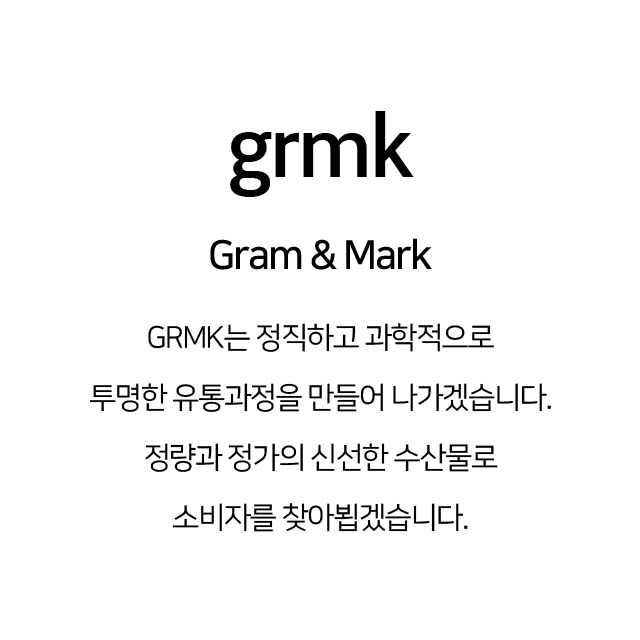 grmk
Gram & Mark
GRMK는 정직하고 과학적으로
투명한 유통과정을 만들어 나가겠습니다.
정량과 정가의 신선한 수산물로
소비자를 찾아뵙겠습니다.